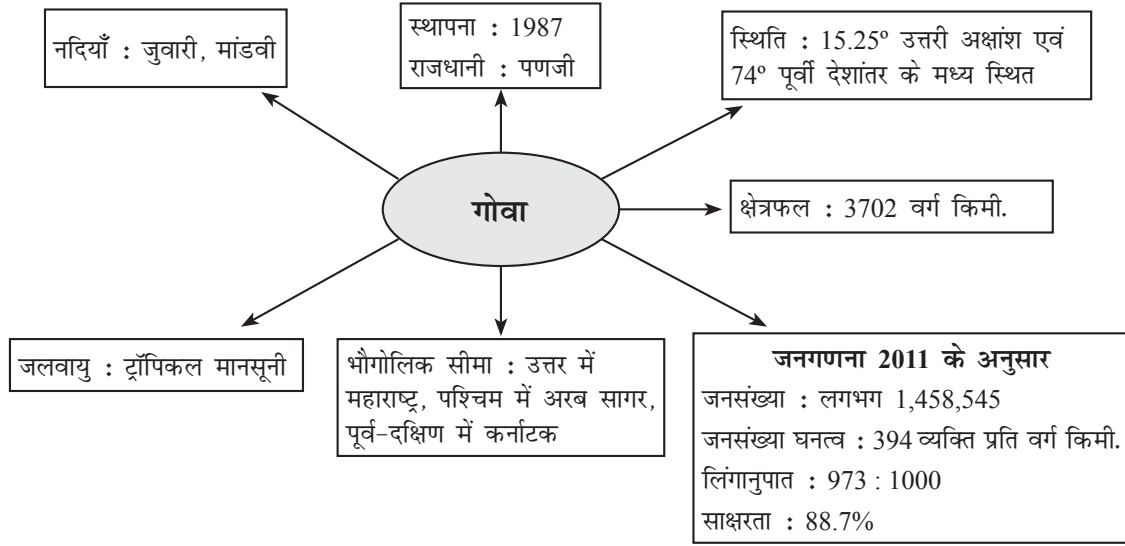 नदियाँ : जुवारी, मांडवी
स्थापना : 1987
राजधानी : पणजी
स्थिति : 15.25º उत्तरी अक्षांश एवं
74º पूर्वी देशांतर के मध्य स्थित
गोवा
क्षेत्रफल : 3702 वर्ग किमी.
जलवायु : ट्रॉपिकल मानसूनी
भौगोलिक सीमा : उत्तर में
महाराष्ट्र, पश्चिम में अरब सागर,
पूर्व-दक्षिण में कर्नाटक
जनगणना 2011 के अनुसार
जनसंख्या : लगभग 1,458,545
जनसंख्या घनत्व : 394 व्यक्ति प्रति वर्ग किमी.
लिंगानुपात : 973 : 1000
साक्षरता : 88.7%